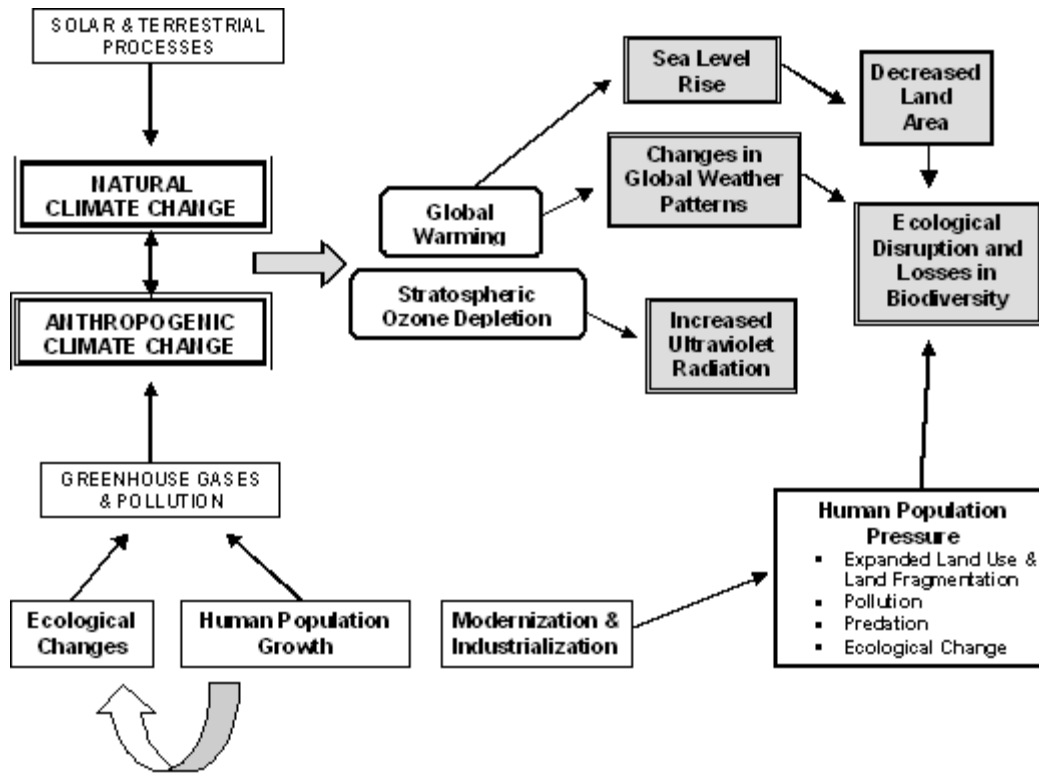 SOLAR & TERRESTRIAL
PROCESSES
NATURAL
CLIMATE CHANGE
ANTHROPOGENIC
CLIMATE CHANGE
GREENHOUSE GASES
& POLLUTION
Ecological
Changes
Human Population
Growth
Global
Warming
Stratospheric
Ozone Depletion
Sea Level
Rise
Changes in
Global Weather
Patterns
Increased
Ultraviolet
Radiation
Decreased
Land
Area
Ecological
Disruption and
Losses in
Biodiversity
Modernization &
Industrialization
Human Population
Pressure
▪ Expanded Land Use &
Land Fragmentation
▪ Pollution
▪ Predation
▪ Ecological Change